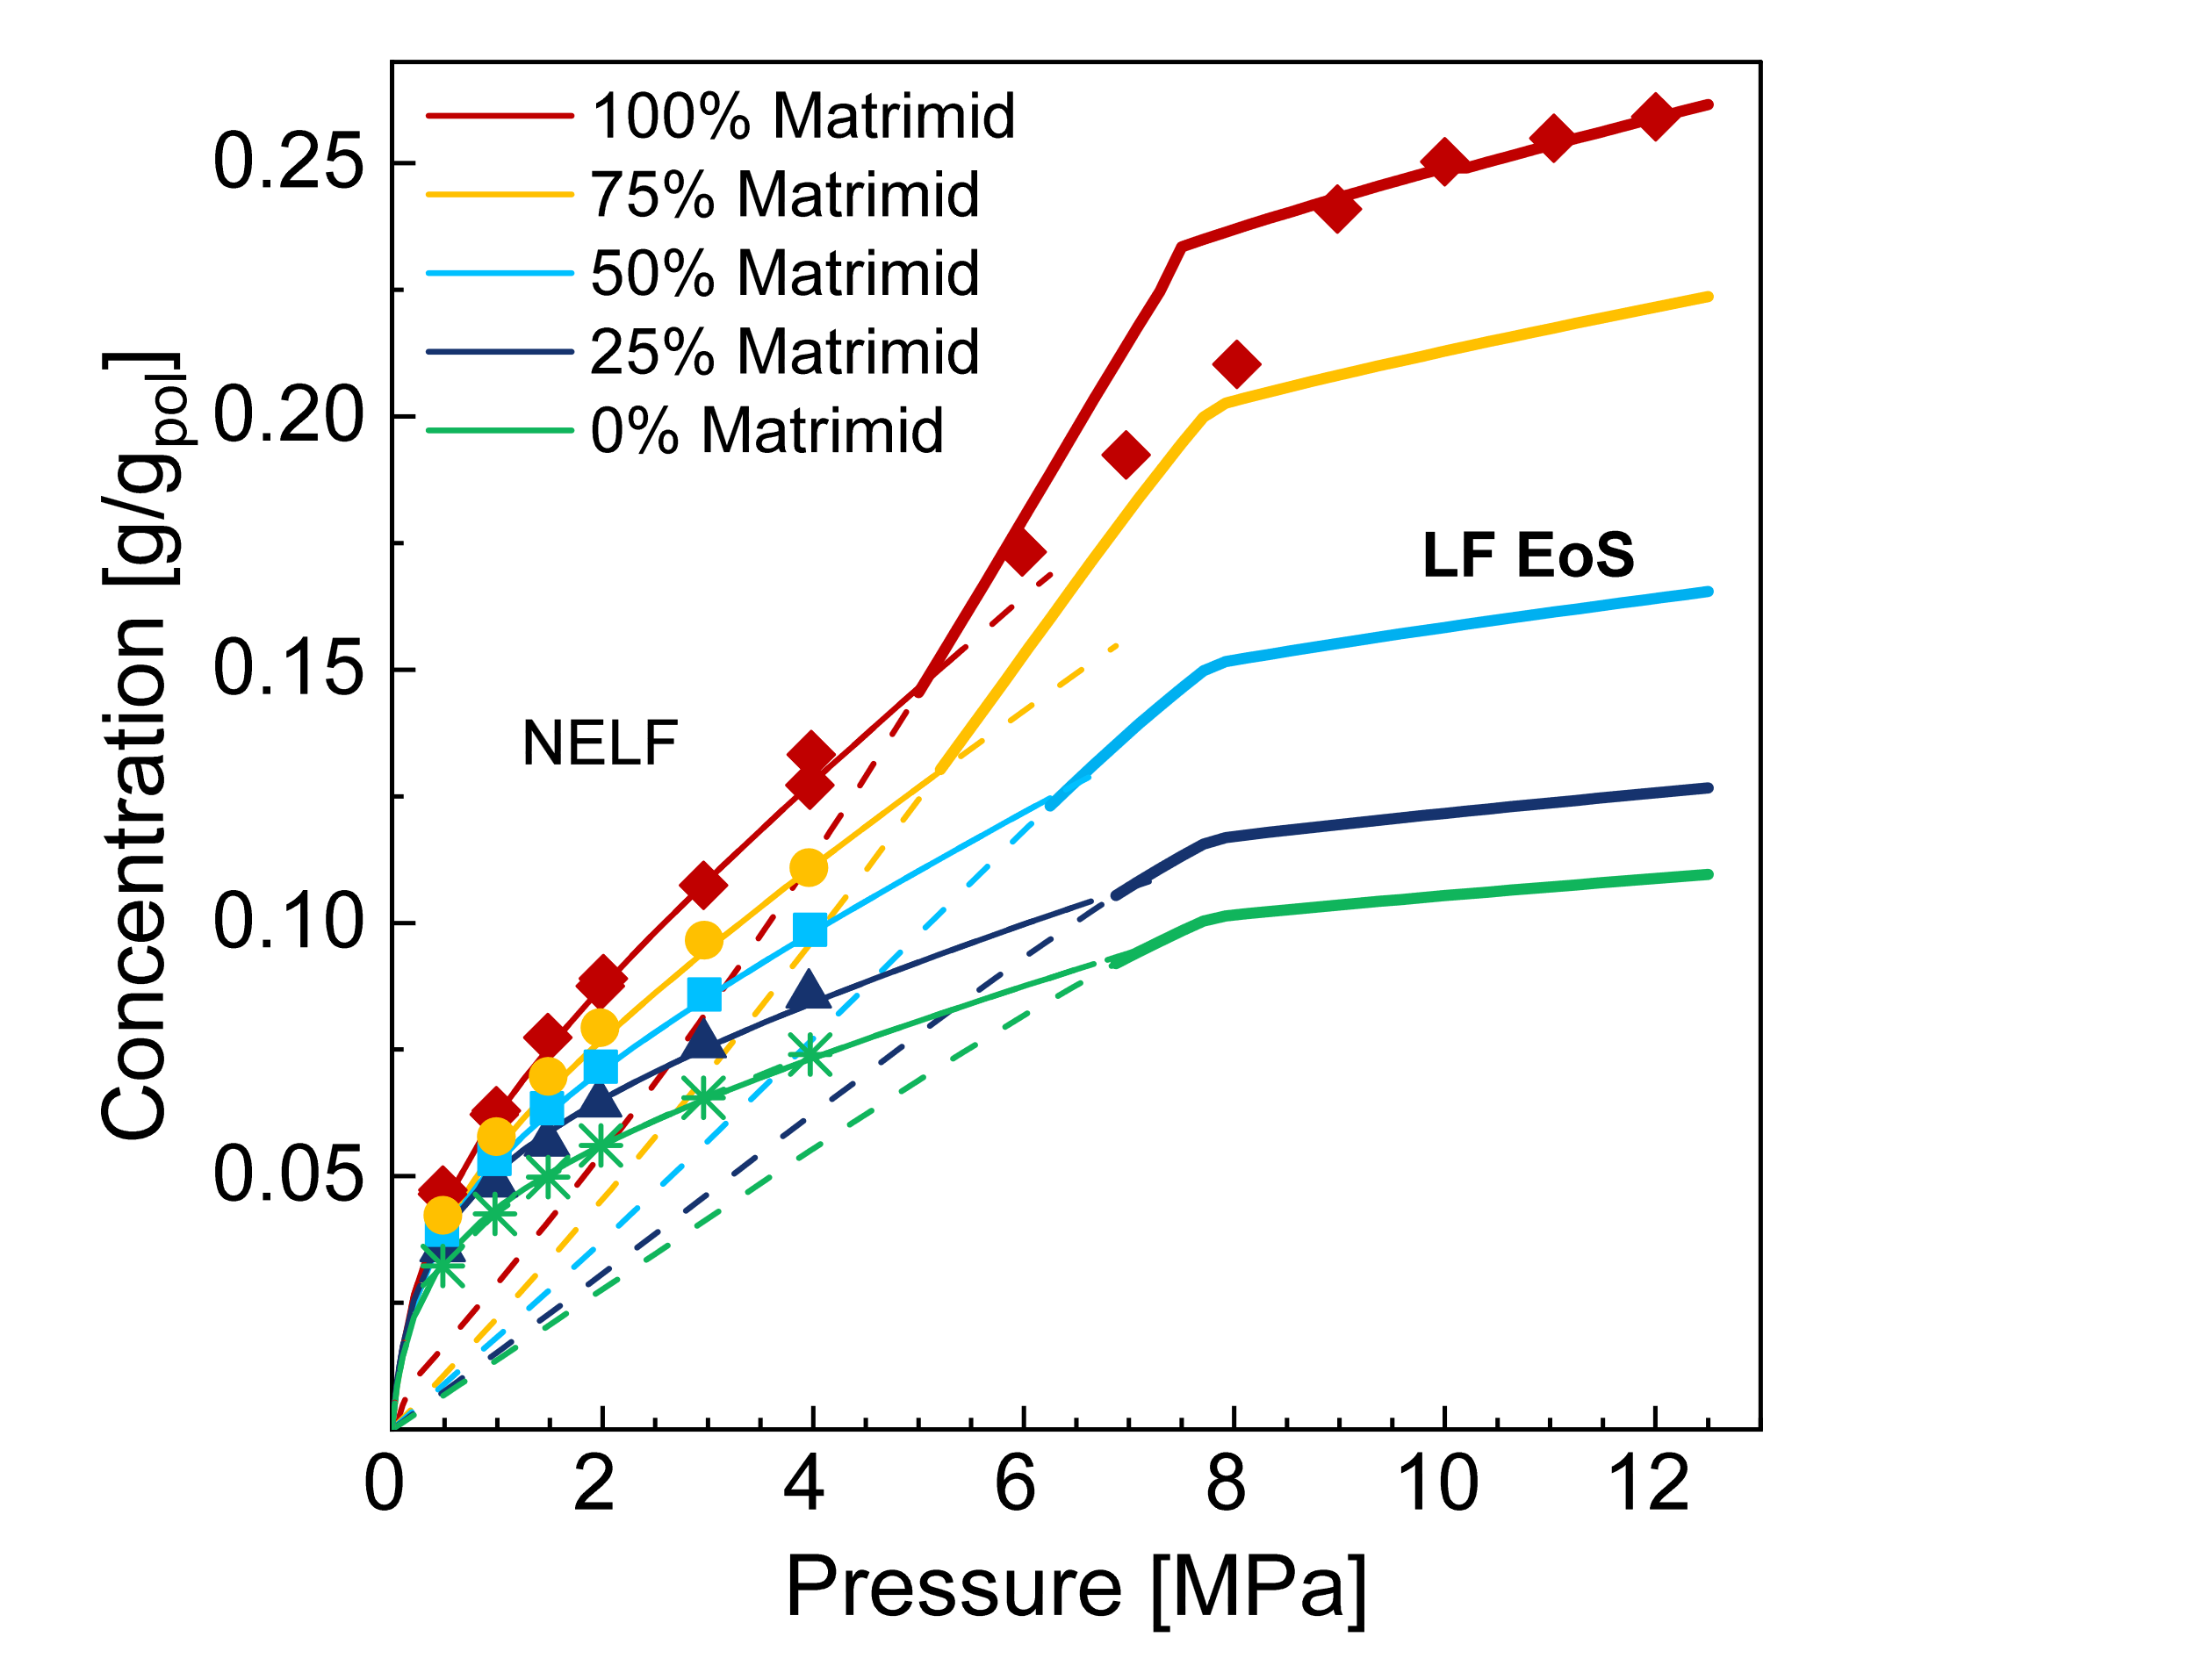 100% Matrimid
75% Matrimid
50% Matrimid
25% Matrimid
0% Matrimid
0.25
0.20
0.15
0.10
0.05
Concentration [g/gpol]
NELF
LF EoS
0 2 4 6 8 10 12
Pressure [MPa]